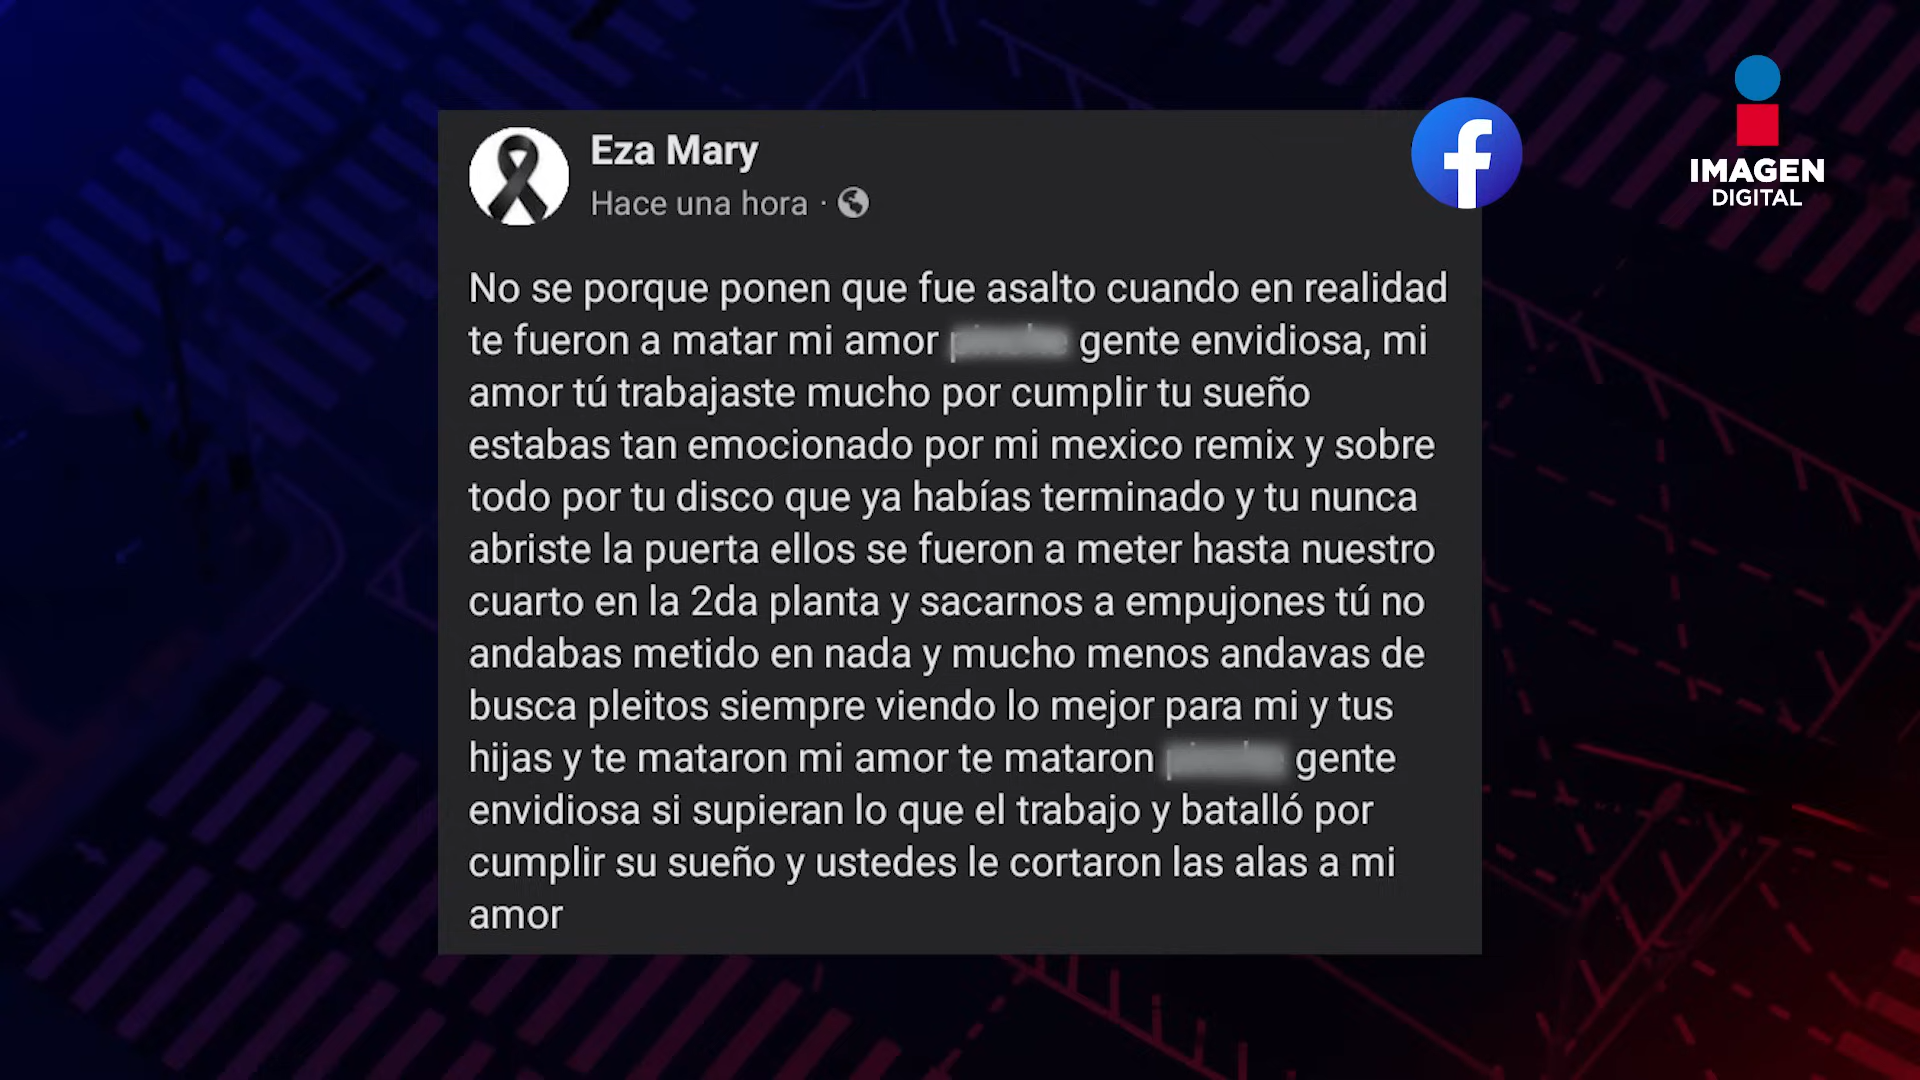 IMAGEN
DIGITAL
Eza Mary
Hace una hora ·
No se porque ponen que fue asalto cuando en realidad
te fueron a matar mi amor gente envidiosa, mi
amor tú trabajaste mucho por cumplir tu sueño
estabas tan emocionado por mi mexico remix y sobre
todo por tu disco que ya habías terminado y tu nunca
abriste la puerta ellos se fueron a meter hasta nuestro
cuarto en la 2da planta y sacarnos a empujones tú no
andabas metido en nada y mucho menos andavas de
busca pleitos siempre viendo lo mejor para mi y tus
hijas y te mataron mi amor te mataron gente
envidiosa si supieran lo que el trabajo y batalló por
cumplir su sueño y ustedes le cortaron las alas a mi
amor